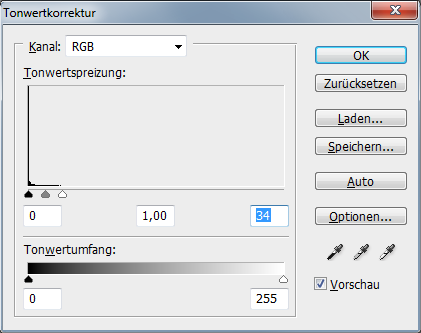 Tonwertkorrektur
Kanal: RGB
Tonwertspreizung:
0 1,00 34
Tonwertumfang:
0 255
OK
Zurücksetzen
Laden...
Speichern...
Auto
Optionen...
Vorschau